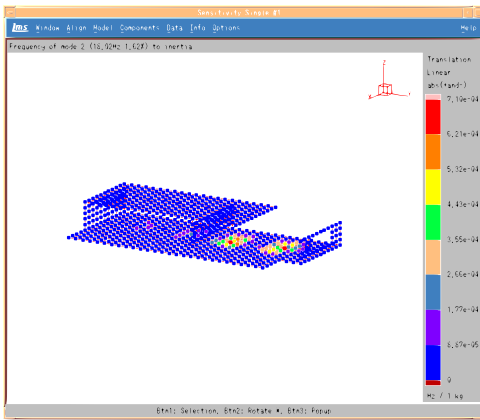 Sensitivity Single #1
lms Window Align Model Components Data Info Options Help
Frequency of mode 2 (16,92Hz 1,62%) to inertia
Translation
Linear
abs(+and-)
7,10e-04
6,21e-04
5,32e-04
4,43e-04
3,55e-04
2,66e-04
1,77e-04
8,87e-05
0
Hz / 1 kg
Btn1: Selection, Btn2: Rotate *, Btn3: Popup